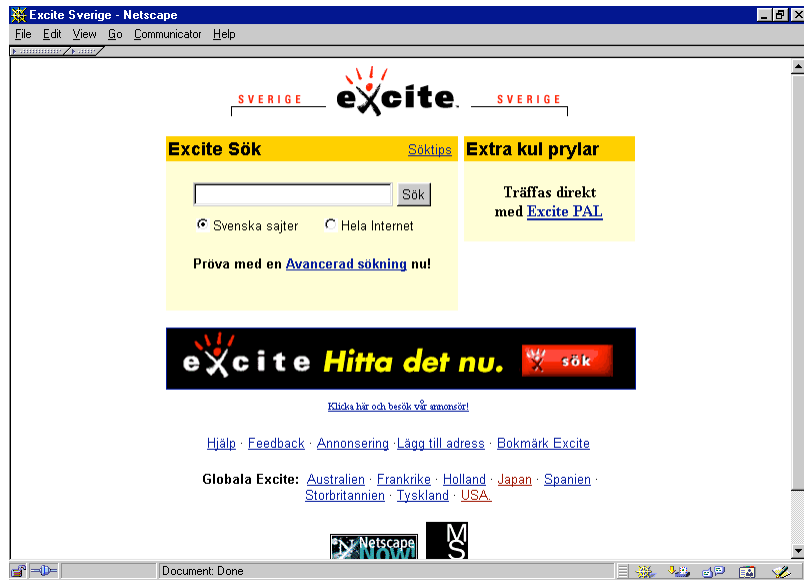 Excite Sverige - Netscape
File Edit View Go Communicator Help
SVERIGE excite. SVERIGE
Excite Sök Söktips
Extra kul prylar
Sök
Svenska sajter Hela Internet
Pröva med en Avancerad sökning nu!
Träffas direkt
med Excite PAL
excite Hitta det nu. sök
Klicka här och besök vår annonsör!
Hjälp · Feedback · Annonsering · Lägg till adress · Bokmärk Excite
Globala Excite: Australien · Frankrike · Holland · Japan · Spanien ·
Storbritannien · Tyskland · USA.
Netscape
Now!
M
S
Document: Done